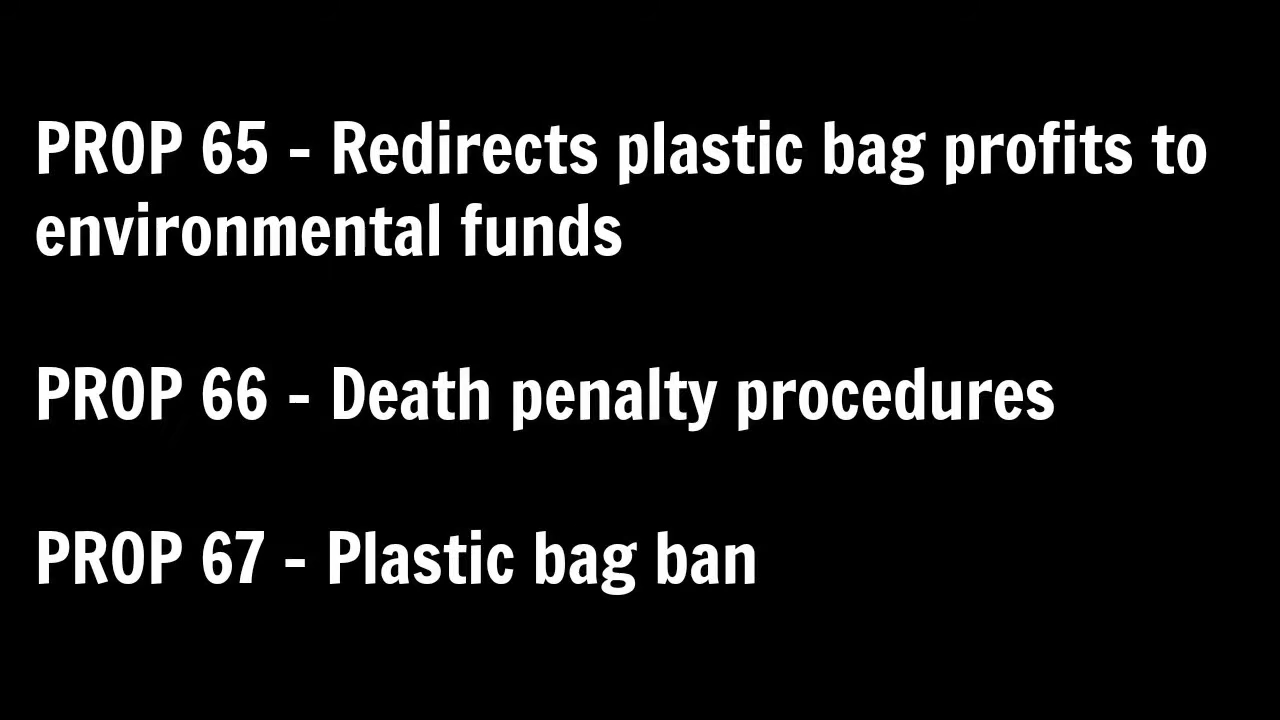 PROP 65 - Redirects plastic bag profits to
environmental funds
PROP 66 - Death penalty procedures
PROP 67 - Plastic bag ban